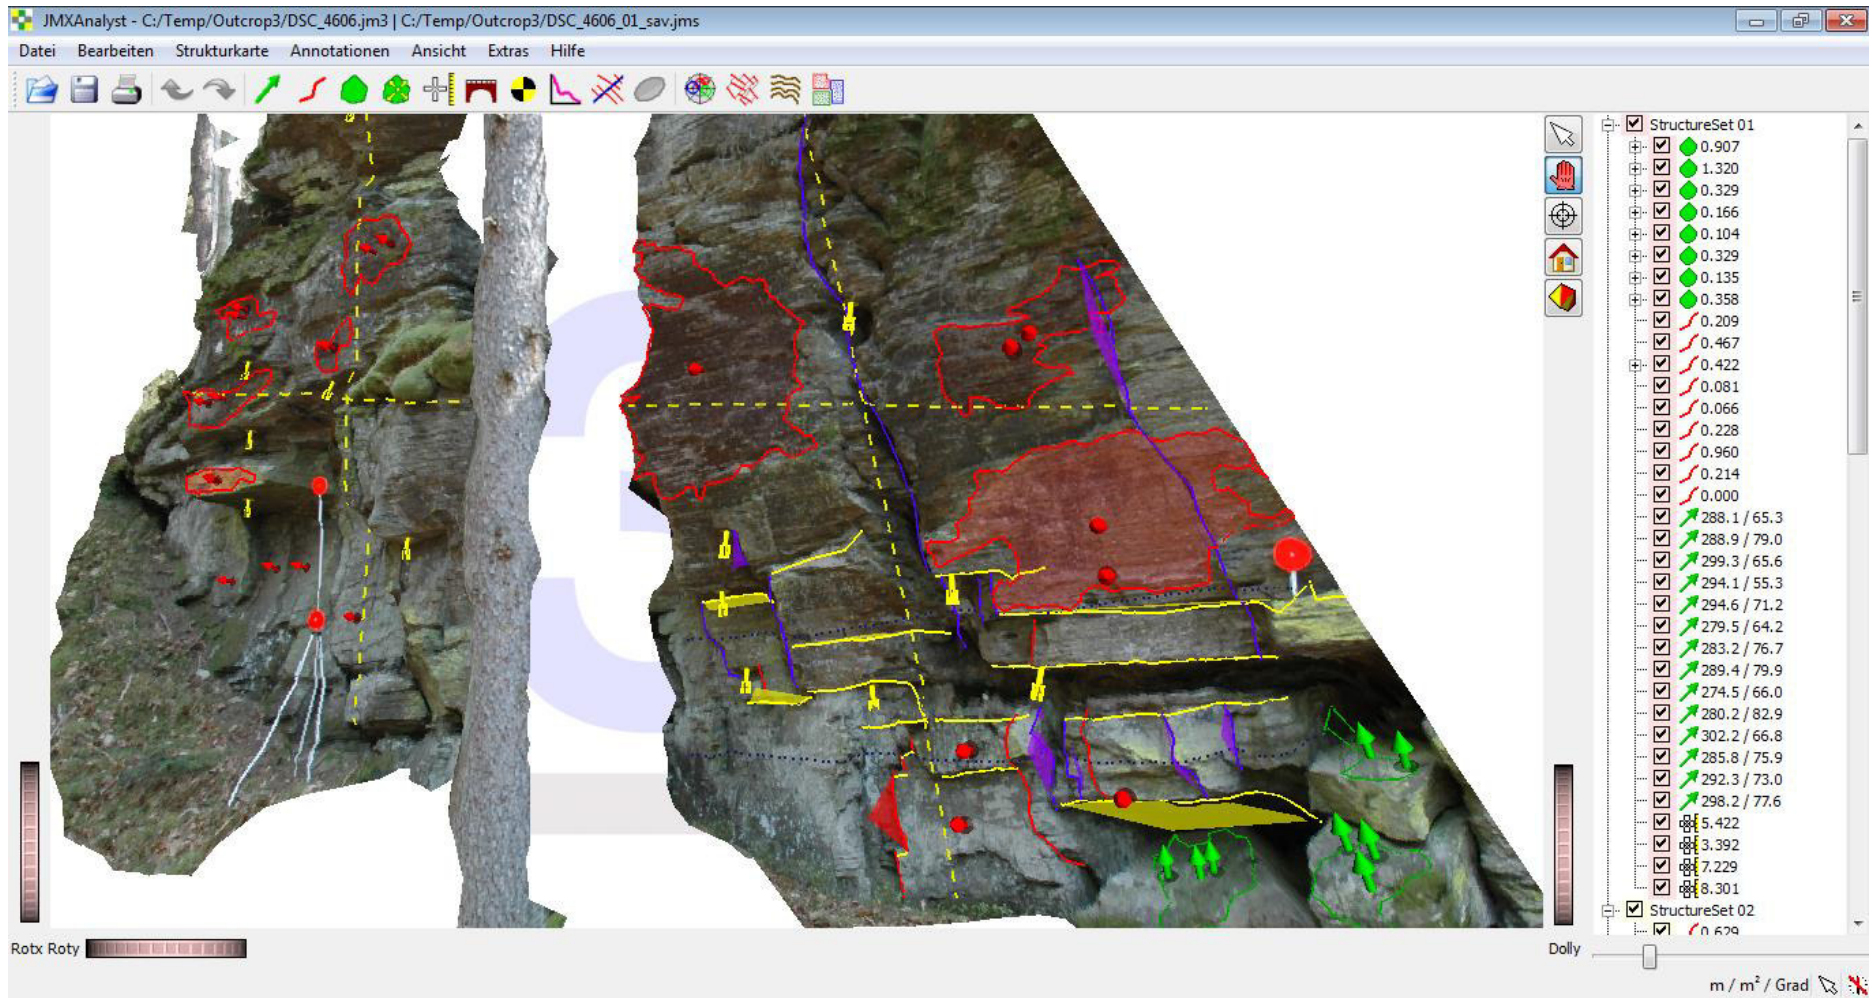 JMXAnalyst - C:/Temp/Outcrop3/DSC_4606.jm3 | C:/Temp/Outcrop3/DSC_4606_01_sav.jms
Datei Bearbeiten Strukturkarte Annotationen Ansicht Extras Hilfe
StructureSet 01
0.907
1.320
0.329
0.166
0.104
0.329
0.135
0.358
0.209
0.467
0.422
0.081
0.066
0.228
0.960
0.214
0.000
288.1 / 65.3
288.9 / 79.0
299.3 / 65.6
294.1 / 55.3
294.6 / 71.2
279.5 / 64.2
283.2 / 76.7
289.4 / 79.9
274.5 / 66.0
280.2 / 82.9
302.2 / 66.8
285.8 / 75.9
292.3 / 73.0
298.2 / 77.6
5.422
3.392
7.229
8.301
StructureSet 02
0.629
Rotx Roty
Dolly
m / m² / Grad